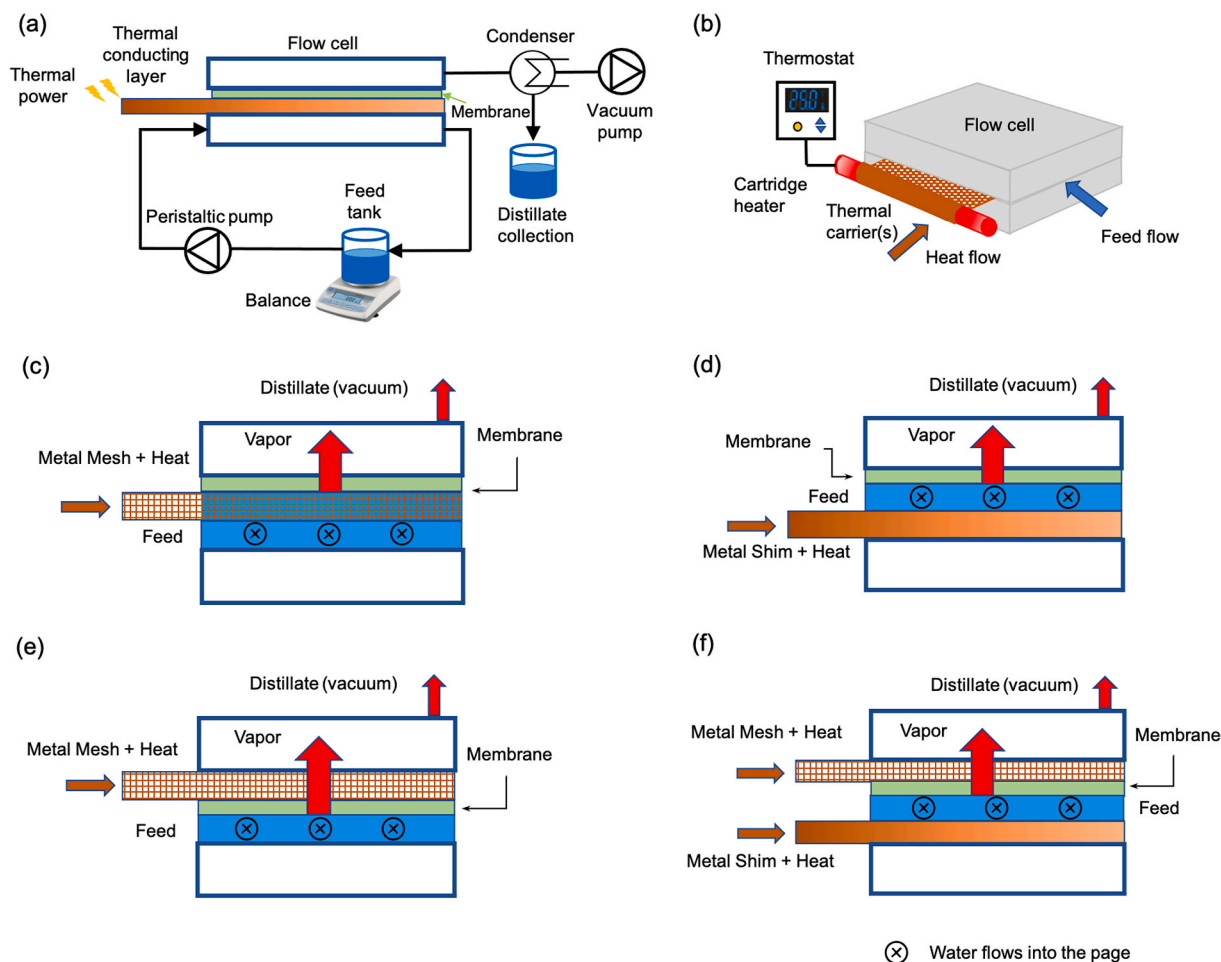 (a)
Thermal
conducting
layer
Thermal
power
Flow cell
Condenser
Membrane
Vacuum
pump
Feed
tank
Peristaltic pump
Distillate
collection
Balance
(b)
Thermostat
25.0
Flow cell
Cartridge
heater
Thermal
carrier(s)
Heat flow
Feed flow
(c)
Distillate (vacuum)
Vapor
Membrane
Metal Mesh + Heat
Feed
(d)
Distillate (vacuum)
Membrane
Vapor
Feed
Metal Shim + Heat
(e)
Distillate (vacuum)
Vapor
Metal Mesh + Heat
Membrane
Feed
(f)
Distillate (vacuum)
Metal Mesh + Heat
Vapor
Membrane
Feed
Metal Shim + Heat
Water flows into the page